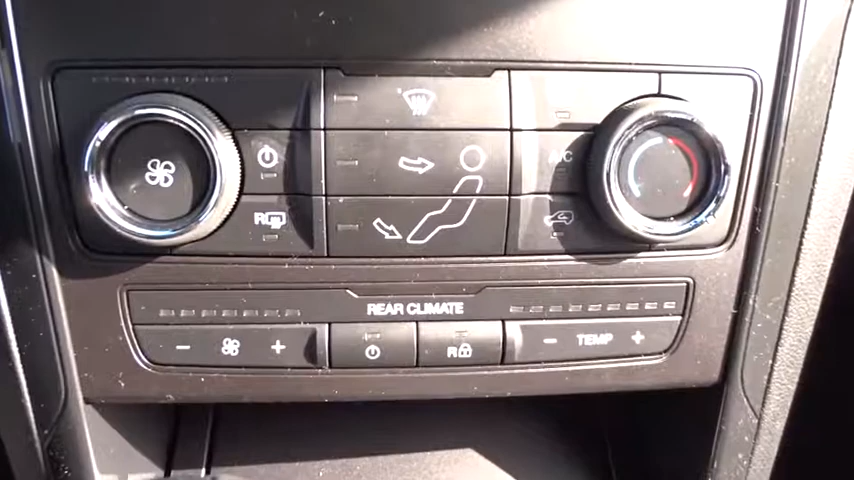 A/C
R
REAR CLIMATE
- + R - TEMP +